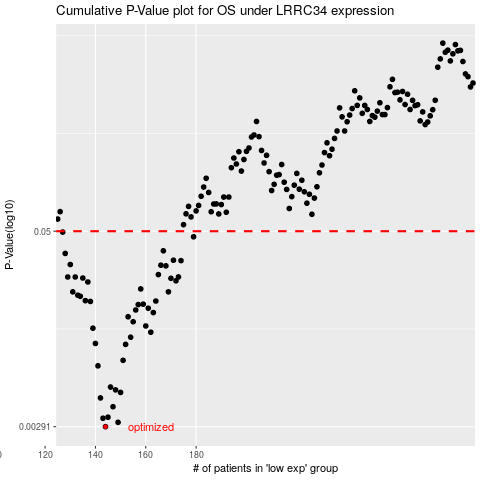 Cumulative P-Value plot for OS under LRRC34 expression
P-Value(log10)
0.05
0.00291
optimized
0
120
140
160
180
# of patients in 'low exp' group